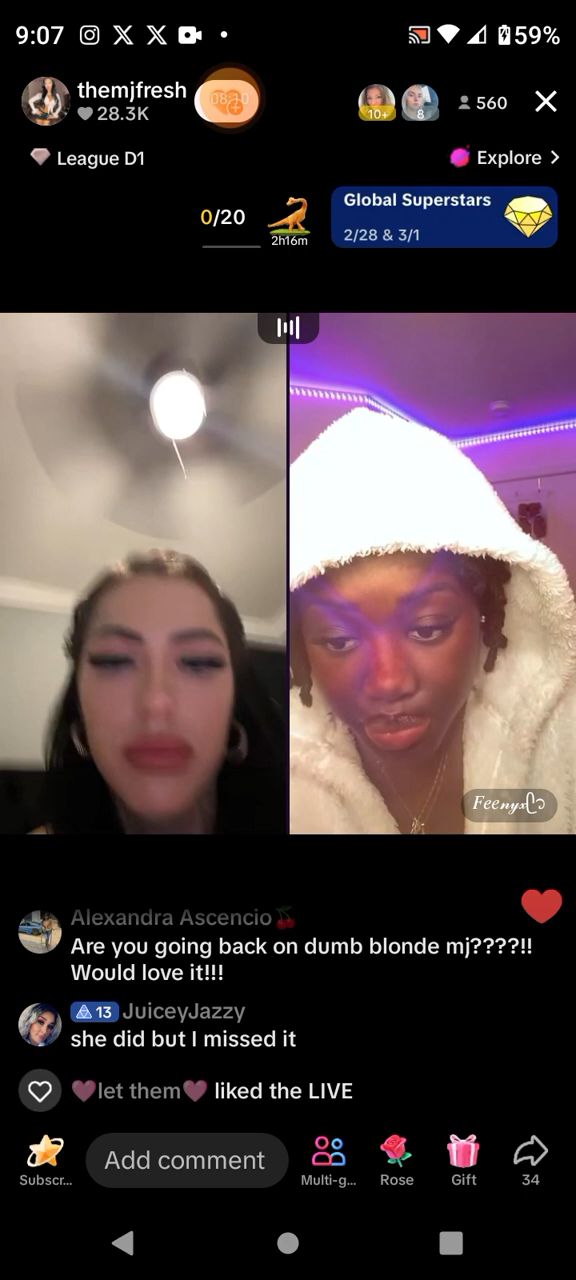 9:07
59%
themjfresh
28.3K
08:10
10+
8
560
League D1
Explore
0/20
2h16m
Global Superstars
2/28 & 3/1
Feenyx
Alexandra Ascencio🍒
Are you going back on dumb blonde mj????!!
Would love it!!!
13 JuiceyJazzy
she did but I missed it
💗let them💗 liked the LIVE
Subscr...
Add comment
Multi-g...
Rose
Gift
34